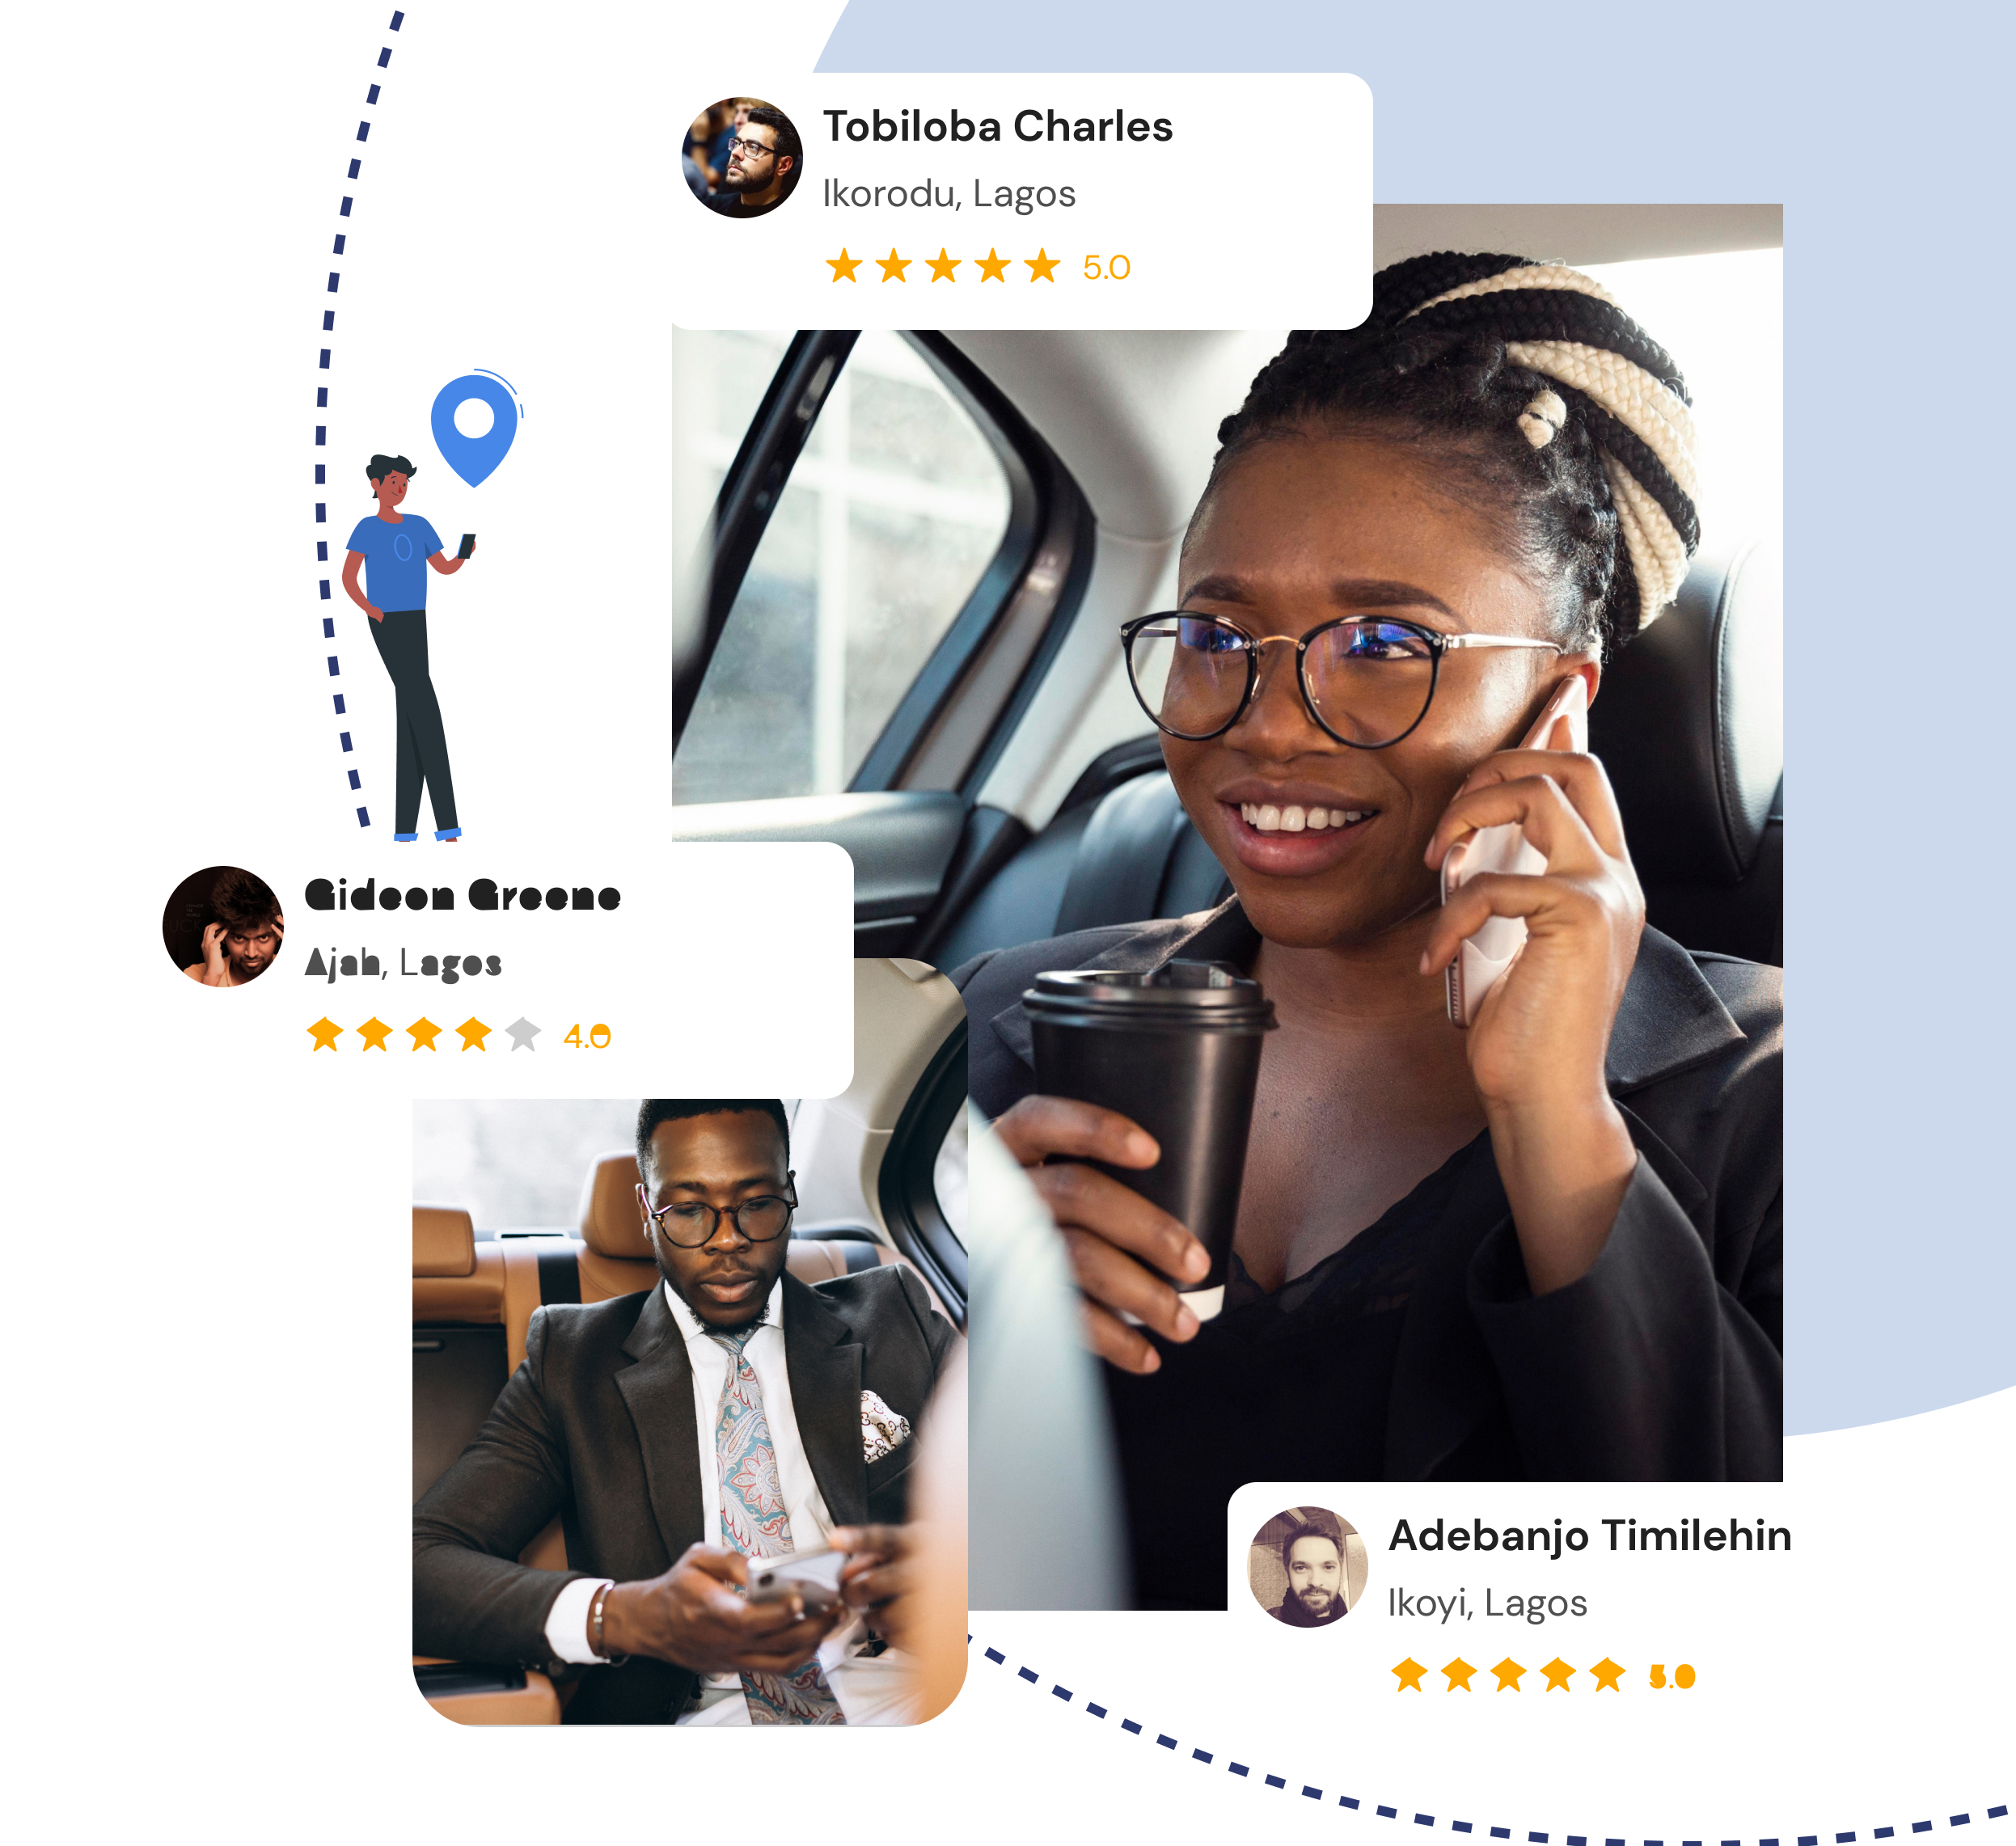 Tobiloba Charles
Ikorodu, Lagos
5.0
Gideon Greene
Ajah, Lagos
4.0
Adebanjo Timilehin
Ikoyi, Lagos
5.0